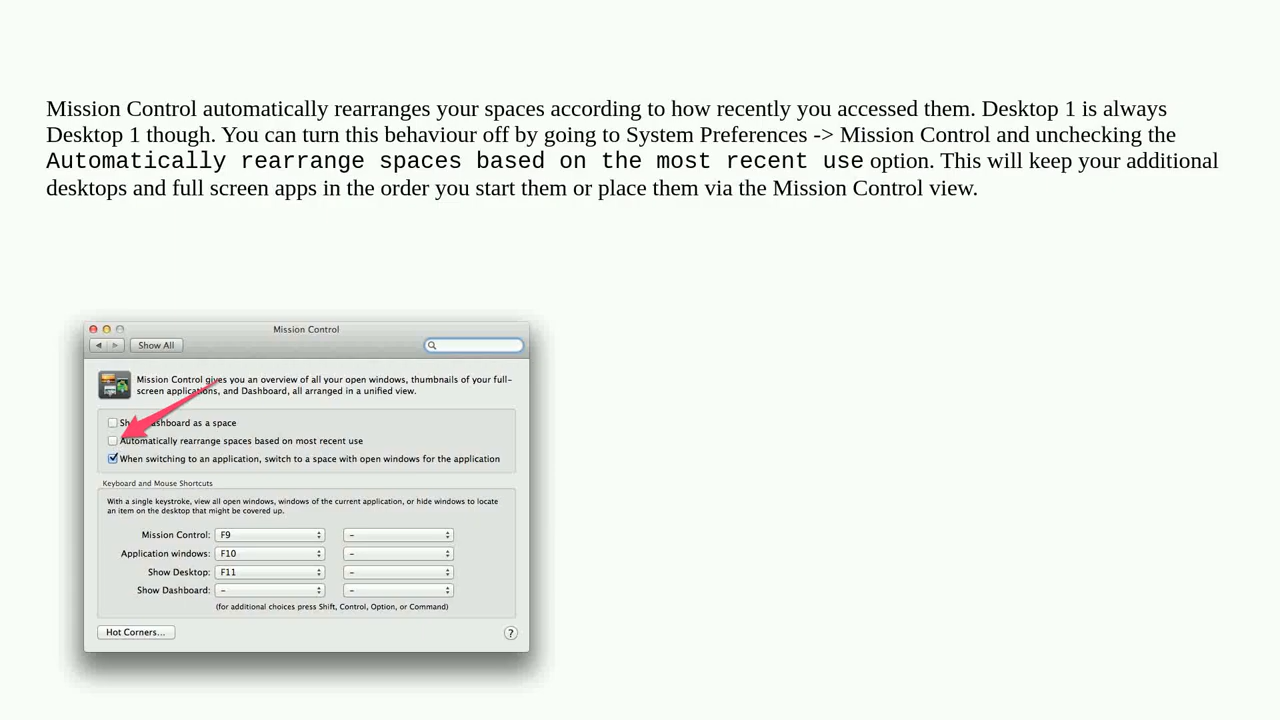 Mission Control automatically rearranges your spaces according to how recently you accessed them. Desktop 1 is always
Desktop 1 though. You can turn this behaviour off by going to System Preferences -> Mission Control and unchecking the
Automatically rearrange spaces based on the most recent use option. This will keep your additional
desktops and full screen apps in the order you start them or place them via the Mission Control view.
Mission Control
Show All
Mission Control gives you an overview of all your open windows, thumbnails of your full-
screen applications, and Dashboard, all arranged in a unified view.
as a space
Automatically rearrange spaces based on most recent use
When switching to an application, switch to a space with open windows for the application
Keyboard and Mouse Shortcuts
With a single keystroke, view all open windows, windows of the current application, or hide windows to locate
an item on the desktop that might be covered up.
Mission Control: F9 –
Application windows: F10 –
Show Desktop: F11 –
Show Dashboard: – –
(for additional choices press Shift, Control, Option, or Command)
Hot Corners... ?